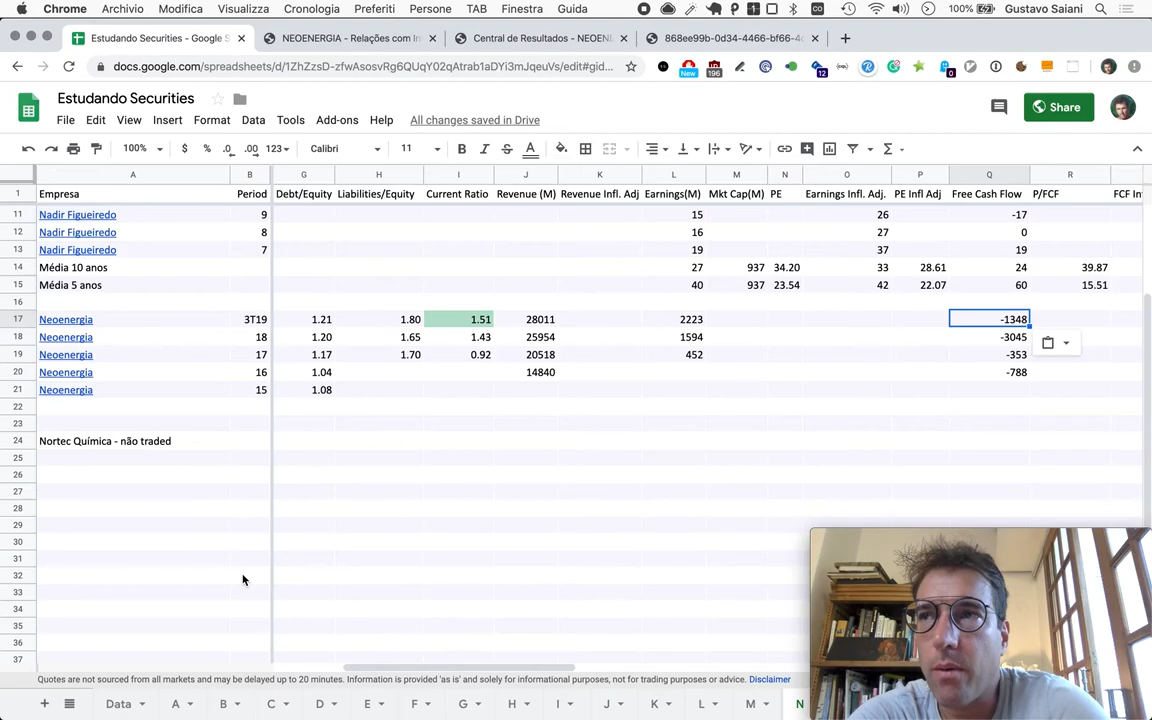 Chrome Archivio Modifica Visualizza Cronologia Preferiti Persone TAB Finestra Guida 100% Gustavo Saiani
Estudando Securities - Google S NEOENERGIA - Relações com In Central de Resultados - NEOEN 868ee99b-0d34-4466-bf66-4
docs.google.com/spreadsheets/d/1ZhZzsD-zfwAsosvRg6QUqY02qAtrab1aDYi3mJqeuVs/edit#gid... New 196 12 0
Estudando Securities
File Edit View Insert Format Data Tools Add-ons Help All changes saved in Drive Share
100% $ % .0 .00 123 Calibri 11 B I S A
A B G H I J K L M N O P Q R
1 Empresa Period Debt/Equity Liabilities/Equity Current Ratio Revenue (M) Revenue Infl. Adj Earnings(M) Mkt Cap(M) PE Earnings Infl. Adj. PE Infl Adj Free Cash Flow P/FCF FCF In
11 Nadir Figueiredo 9 15 26 -17
12 Nadir Figueiredo 8 16 27 0
13 Nadir Figueiredo 7 19 37 19
14 Média 10 anos 27 937 34.20 33 28.61 24 39.87
15 Média 5 anos 40 937 23.54 42 22.07 60 15.51
16
17 Neoenergia 3T19 1.21 1.80 1.51 28011 2223 -1348
18 Neoenergia 18 1.20 1.65 1.43 25954 1594 -3045
19 Neoenergia 17 1.17 1.70 0.92 20518 452 -353
20 Neoenergia 16 1.04 14840 -788
21 Neoenergia 15 1.08
22
23
24 Nortec Química - não traded
25
26
27
28
29
30
31
32
33
34
35
36
37
Quotes are not sourced from all markets and may be delayed up to 20 minutes. Information is provided 'as is' and solely for informational purposes, not for trading purposes or advice. Disclaimer
Data A B C D E F G H I J K L M N